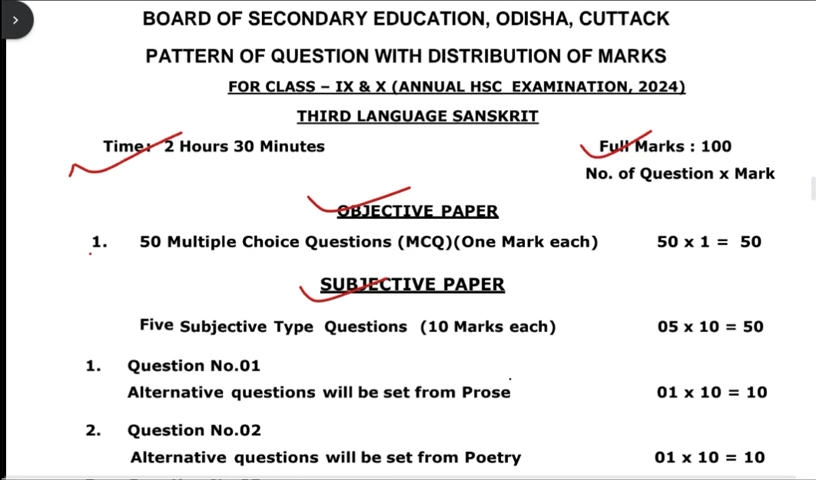 BOARD OF SECONDARY EDUCATION, ODISHA, CUTTACK
PATTERN OF QUESTION WITH DISTRIBUTION OF MARKS
FOR CLASS – IX & X (ANNUAL HSC EXAMINATION, 2024)
THIRD LANGUAGE SANSKRIT
Time: 2 Hours 30 Minutes Full Marks : 100
No. of Question x Mark
OBJECTIVE PAPER
1. 50 Multiple Choice Questions (MCQ)(One Mark each) 50 x 1 = 50
SUBJECTIVE PAPER
Five Subjective Type Questions (10 Marks each) 05 x 10 = 50
1. Question No.01
Alternative questions will be set from Prose 01 x 10 = 10
2. Question No.02
Alternative questions will be set from Poetry 01 x 10 = 10